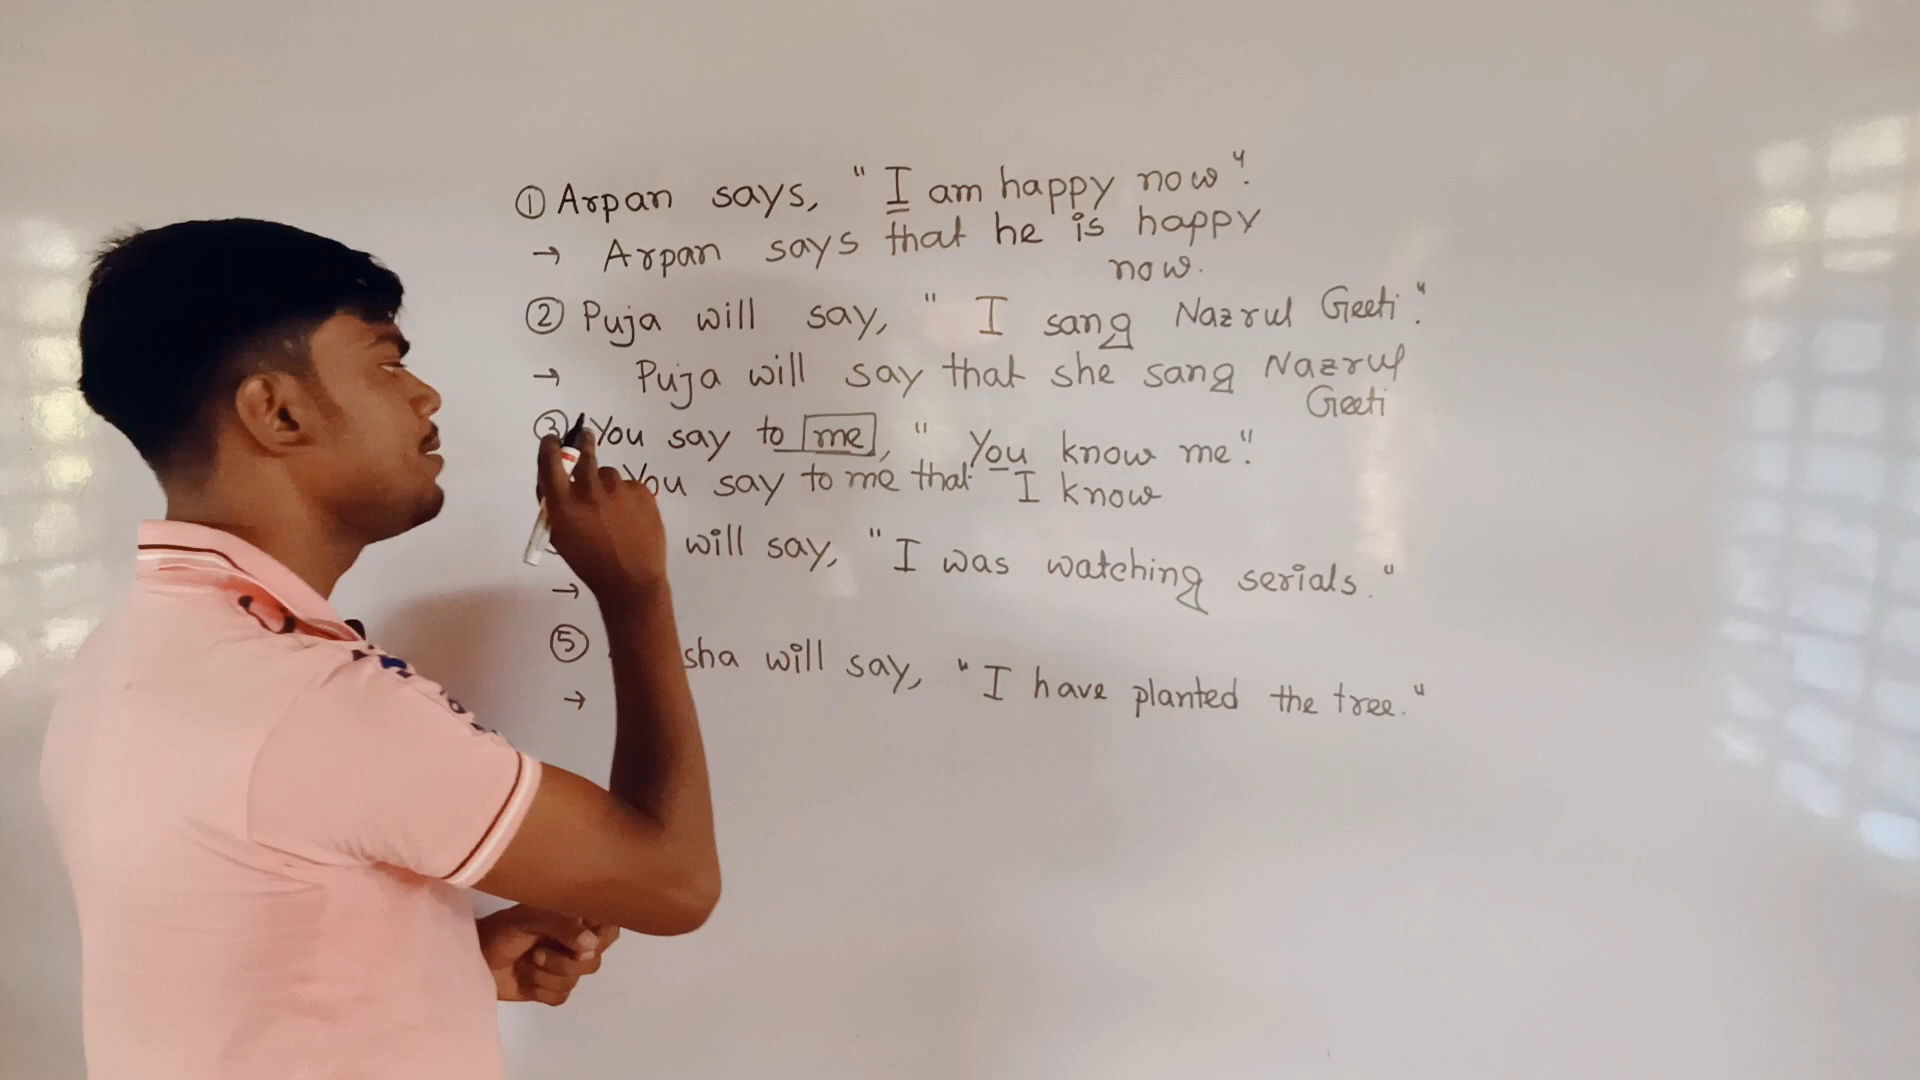 ① Arpan says, "I am happy now".
→ Arpan says that he is happy
now.
② Puja will say, "I sang Nazrul Geeti".
→ Puja will say that she sang Nazrul
Geeti
③ You say to me, "You know me".
You say to me that I know
will say, "I was watching serials."
→
⑤ sha will say, "I have planted the tree."
→